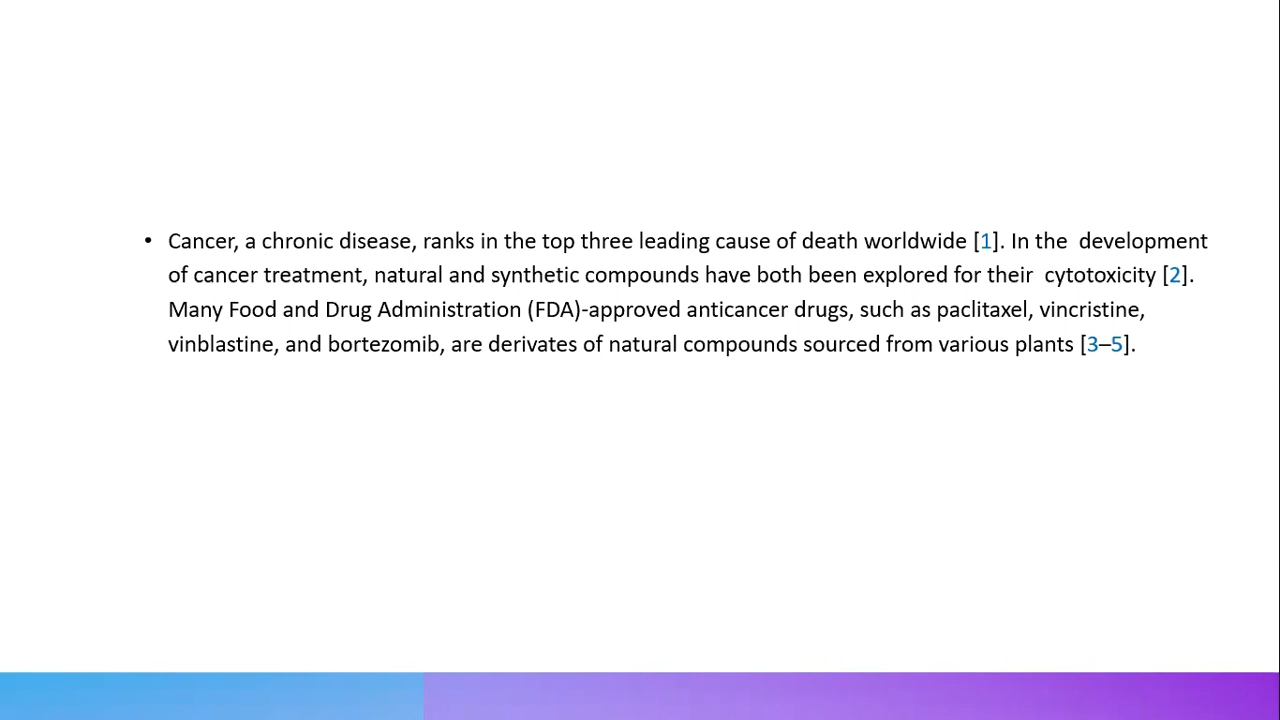 • Cancer, a chronic disease, ranks in the top three leading cause of death worldwide [1]. In the  development
of cancer treatment, natural and synthetic compounds have both been explored for their  cytotoxicity [2].
Many Food and Drug Administration (FDA)-approved anticancer drugs, such as paclitaxel, vincristine,
vinblastine, and bortezomib, are derivates of natural compounds sourced from various plants [3–5].